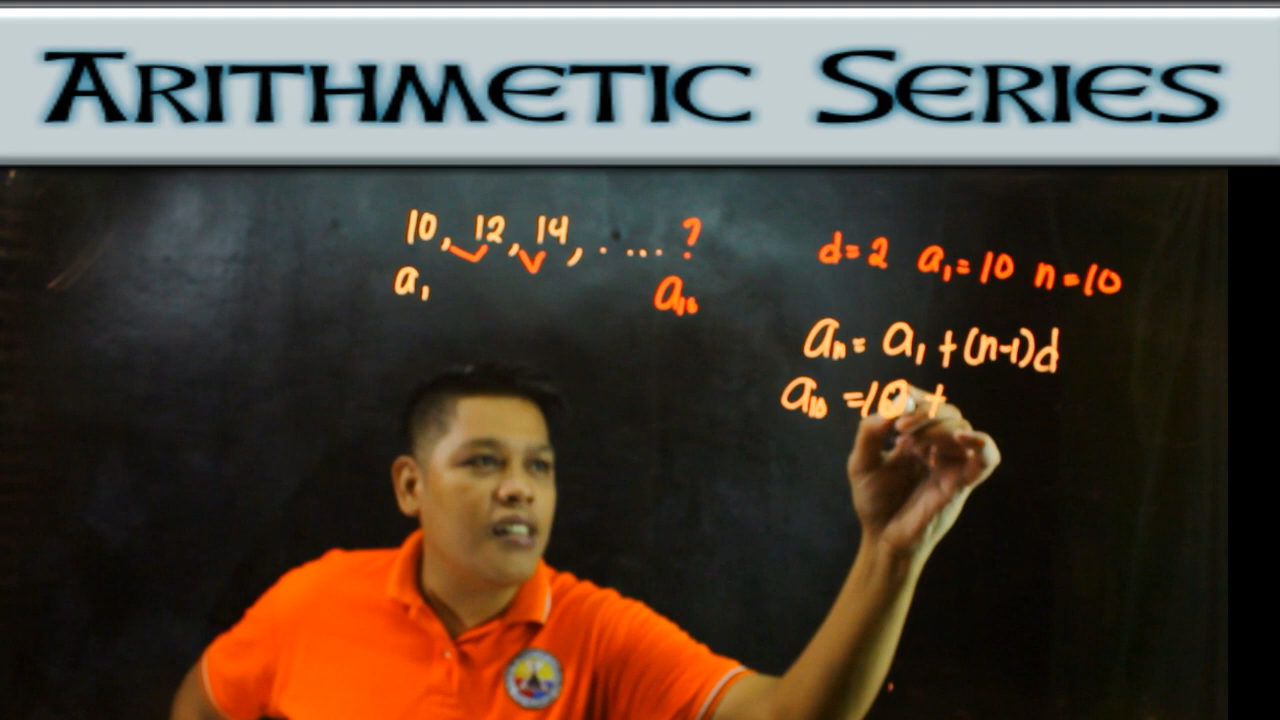 ARITHMETIC SERIES
10, 12, 14, ..... ?
a₁ a₁₀
d=2 a₁=10 n=10
aₙ= a₁ +(n-1)d
a₁₀ =10 +